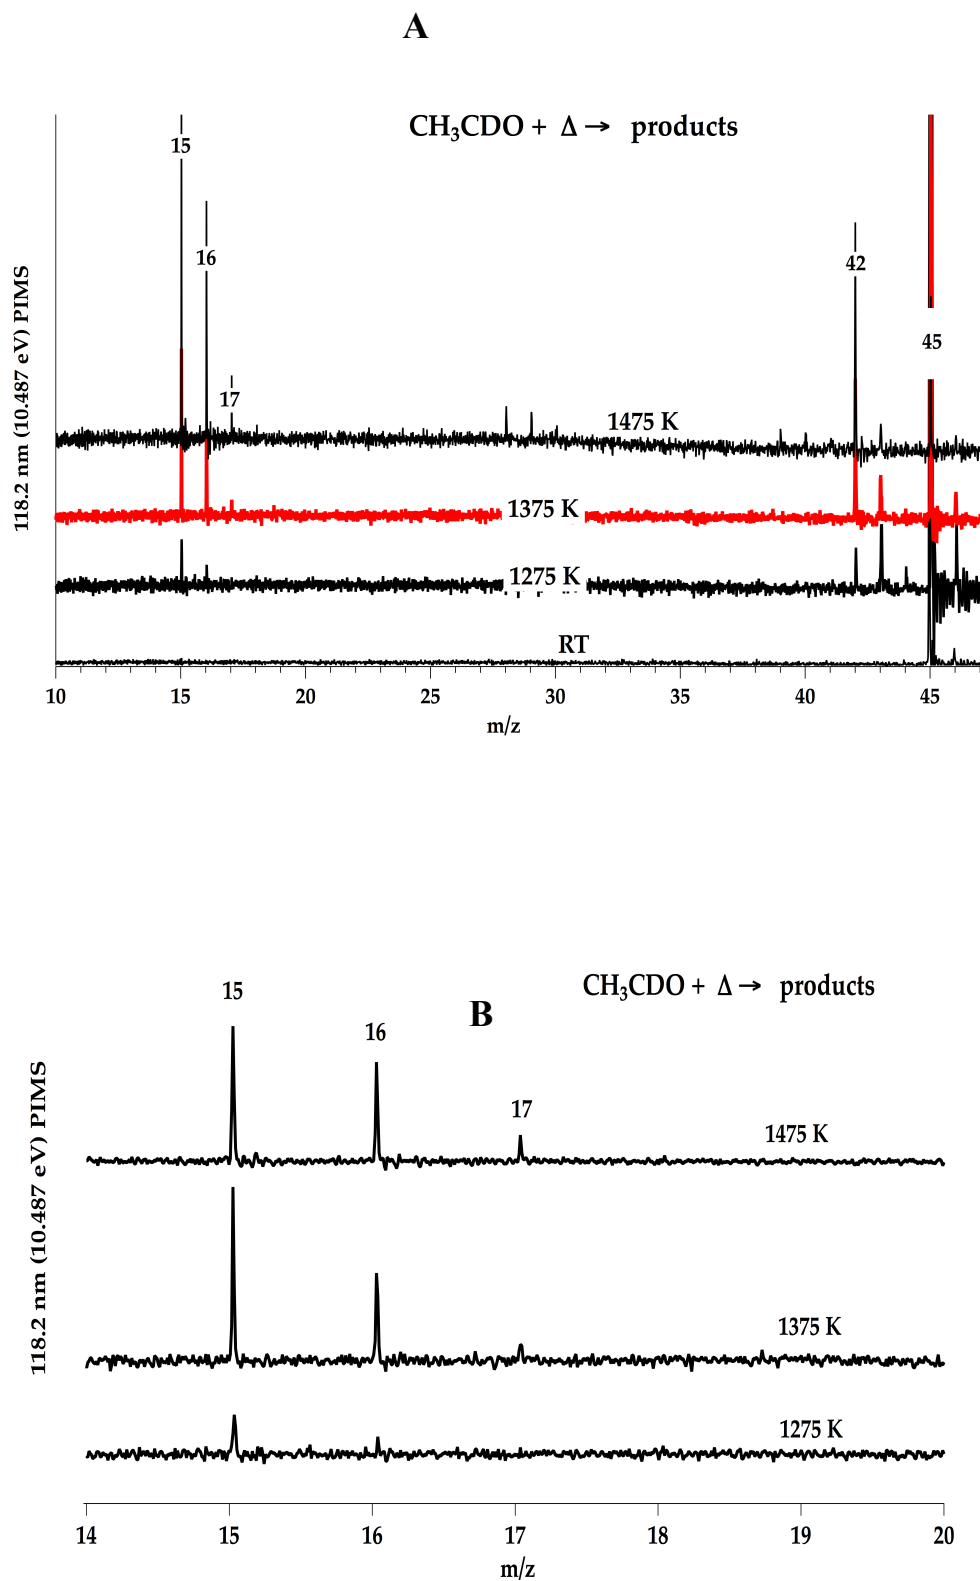 A
CH₃CDO + Δ → products
15
16
17
42
45
1475 K
1375 K
1275 K
RT
118.2 nm (10.487 eV) PIMS
10 15 20 25 30 35 40 45
m/z
CH₃CDO + Δ → products
B
15
16
17
1475 K
1375 K
1275 K
118.2 nm (10.487 eV) PIMS
14 15 16 17 18 19 20
m/z